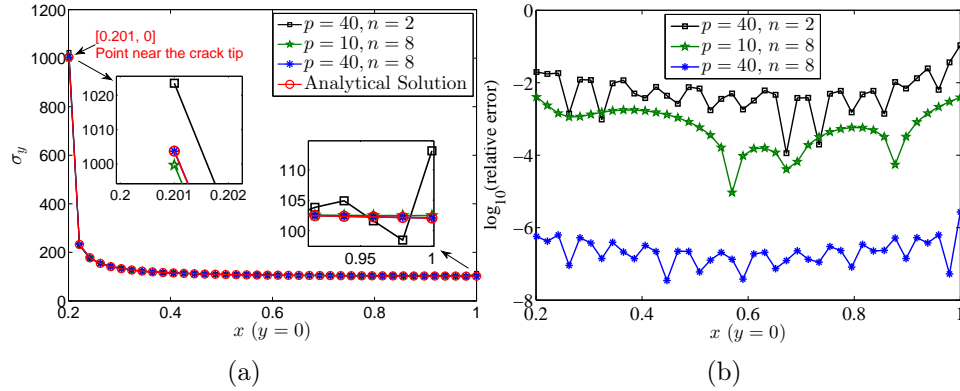 (a)
σ_y
1200
1000
800
600
400
200
0
0.2
0.4
0.6
0.8
1
x (y = 0)
[0.201, 0]
Point near the crack tip
p = 40, n = 2
p = 10, n = 8
p = 40, n = 8
Analytical Solution
1020
1000
0.2
0.201
0.202
110
105
100
0.95
1
(b)
log10(relative error)
0
−2
−4
−6
−8
0.2
0.4
0.6
0.8
1
x (y = 0)
p = 40, n = 2
p = 10, n = 8
p = 40, n = 8